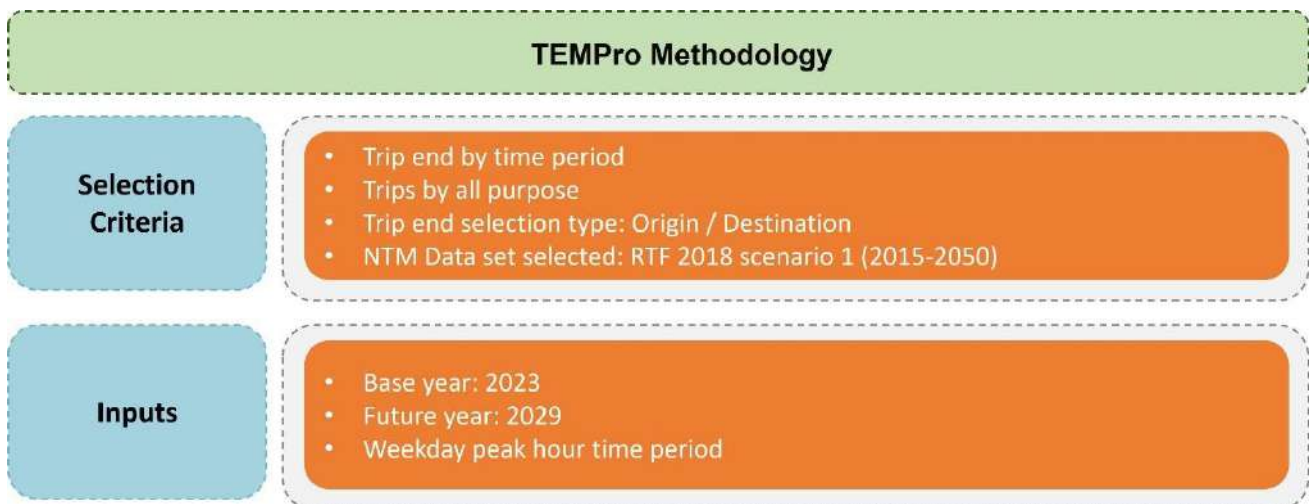 TEMPro Methodology
Selection
Criteria
• Trip end by time period
• Trips by all purpose
• Trip end selection type: Origin / Destination
• NTM Data set selected: RTF 2018 scenario 1 (2015-2050)
Inputs
• Base year: 2023
• Future year: 2029
• Weekday peak hour time period